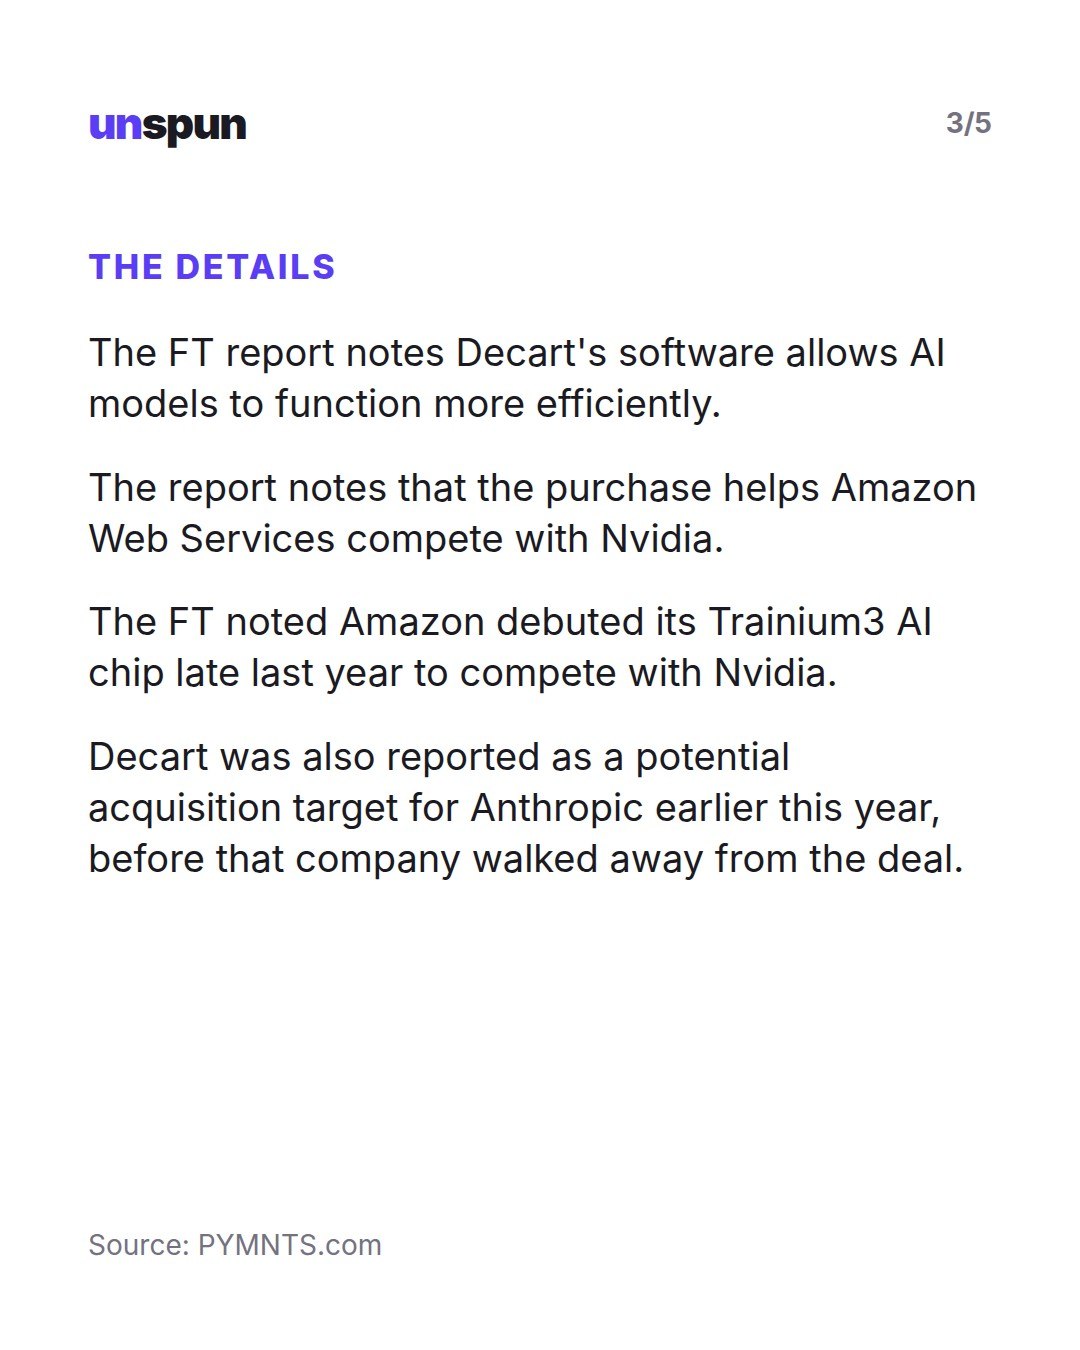 unspun
3/5
THE DETAILS
The FT report notes Decart's software allows AI
models to function more efficiently.
The report notes that the purchase helps Amazon
Web Services compete with Nvidia.
The FT noted Amazon debuted its Trainium3 AI
chip late last year to compete with Nvidia.
Decart was also reported as a potential
acquisition target for Anthropic earlier this year,
before that company walked away from the deal.
Source: PYMNTS.com